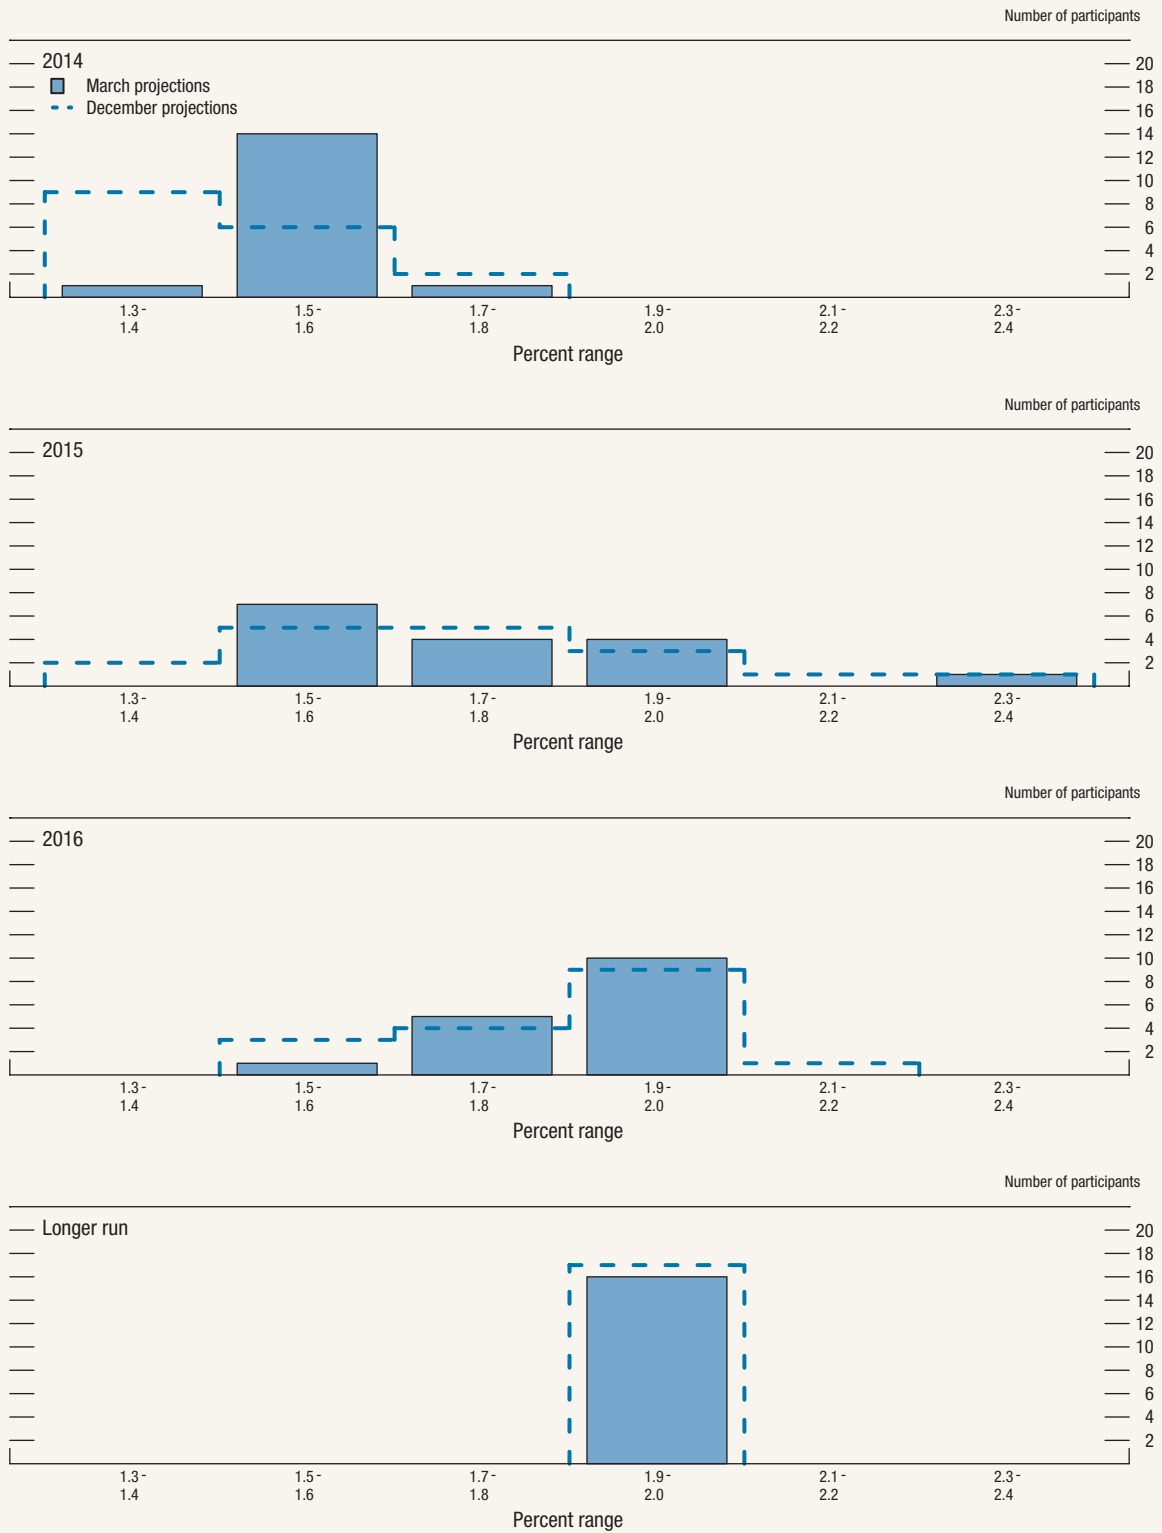 Number of participants
2014
March projections
December projections
20
18
16
14
12
10
8
6
4
2
1.3- 1.5- 1.7- 1.9- 2.1- 2.3-
1.4 1.6 1.8 2.0 2.2 2.4
Percent range
Number of participants
2015
20
18
16
14
12
10
8
6
4
2
1.3- 1.5- 1.7- 1.9- 2.1- 2.3-
1.4 1.6 1.8 2.0 2.2 2.4
Percent range
Number of participants
2016
20
18
16
14
12
10
8
6
4
2
1.3- 1.5- 1.7- 1.9- 2.1- 2.3-
1.4 1.6 1.8 2.0 2.2 2.4
Percent range
Number of participants
Longer run
20
18
16
14
12
10
8
6
4
2
1.3- 1.5- 1.7- 1.9- 2.1- 2.3-
1.4 1.6 1.8 2.0 2.2 2.4
Percent range